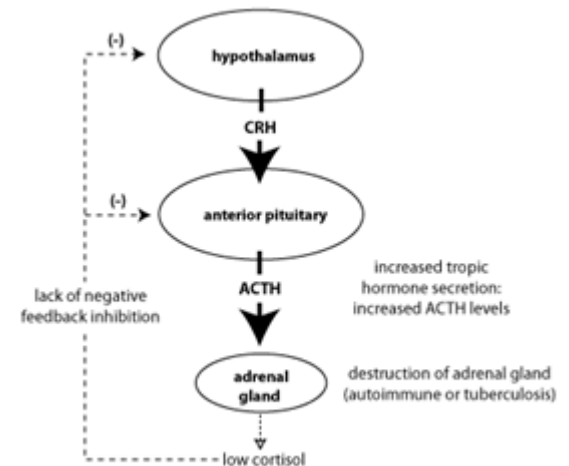 (-)
hypothalamus
CRH
(-)
anterior pituitary
ACTH
increased tropic
hormone secretion:
increased ACTH levels
lack of negative
feedback inhibition
adrenal
gland
destruction of adrenal gland
(autoimmune or tuberculosis)
low cortisol